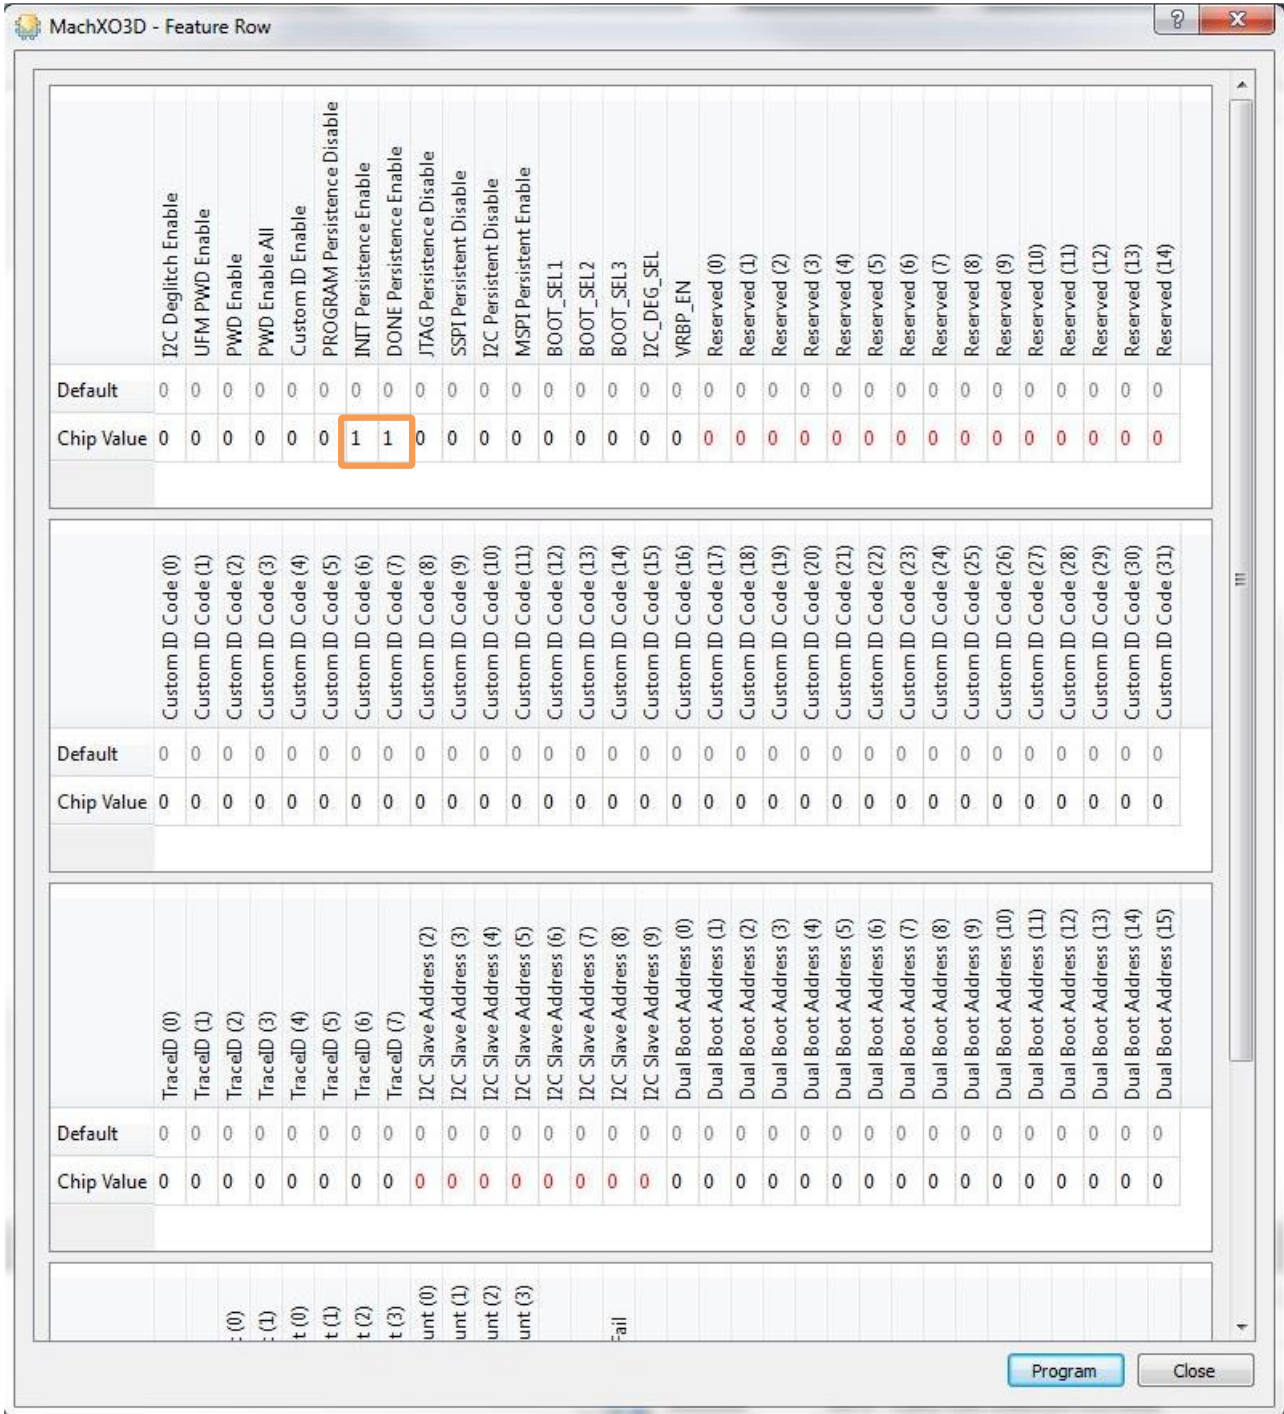 MachXO3D - Feature Row
I2C Deglitch Enable
UFM PWD Enable
PWD Enable
PWD Enable All
Custom ID Enable
PROGRAM Persistence Disable
INIT Persistence Enable
DONE Persistence Enable
JTAG Persistence Disable
SSPI Persistent Disable
I2C Persistent Disable
MSPI Persistent Enable
BOOT_SEL1
BOOT_SEL2
BOOT_SEL3
I2C_DEG_SEL
VRBP_EN
Reserved (0)
Reserved (1)
Reserved (2)
Reserved (3)
Reserved (4)
Reserved (5)
Reserved (6)
Reserved (7)
Reserved (8)
Reserved (9)
Reserved (10)
Reserved (11)
Reserved (12)
Reserved (13)
Reserved (14)
Default 0 0 0 0 0 0 0 0 0 0 0 0 0 0 0 0 0 0 0 0 0 0 0 0 0 0 0 0 0 0 0 0
Chip Value 0 0 0 0 0 0 1 1 0 0 0 0 0 0 0 0 0 0 0 0 0 0 0 0 0 0 0 0 0 0 0 0
Custom ID Code (0)
Custom ID Code (1)
Custom ID Code (2)
Custom ID Code (3)
Custom ID Code (4)
Custom ID Code (5)
Custom ID Code (6)
Custom ID Code (7)
Custom ID Code (8)
Custom ID Code (9)
Custom ID Code (10)
Custom ID Code (11)
Custom ID Code (12)
Custom ID Code (13)
Custom ID Code (14)
Custom ID Code (15)
Custom ID Code (16)
Custom ID Code (17)
Custom ID Code (18)
Custom ID Code (19)
Custom ID Code (20)
Custom ID Code (21)
Custom ID Code (22)
Custom ID Code (23)
Custom ID Code (24)
Custom ID Code (25)
Custom ID Code (26)
Custom ID Code (27)
Custom ID Code (28)
Custom ID Code (29)
Custom ID Code (30)
Custom ID Code (31)
Default 0 0 0 0 0 0 0 0 0 0 0 0 0 0 0 0 0 0 0 0 0 0 0 0 0 0 0 0 0 0 0 0
Chip Value 0 0 0 0 0 0 0 0 0 0 0 0 0 0 0 0 0 0 0 0 0 0 0 0 0 0 0 0 0 0 0 0
TraceID (0)
TraceID (1)
TraceID (2)
TraceID (3)
TraceID (4)
TraceID (5)
TraceID (6)
TraceID (7)
I2C Slave Address (2)
I2C Slave Address (3)
I2C Slave Address (4)
I2C Slave Address (5)
I2C Slave Address (6)
I2C Slave Address (7)
I2C Slave Address (8)
I2C Slave Address (9)
Dual Boot Address (0)
Dual Boot Address (1)
Dual Boot Address (2)
Dual Boot Address (3)
Dual Boot Address (4)
Dual Boot Address (5)
Dual Boot Address (6)
Dual Boot Address (7)
Dual Boot Address (8)
Dual Boot Address (9)
Dual Boot Address (10)
Dual Boot Address (11)
Dual Boot Address (12)
Dual Boot Address (13)
Dual Boot Address (14)
Dual Boot Address (15)
Default 0 0 0 0 0 0 0 0 0 0 0 0 0 0 0 0 0 0 0 0 0 0 0 0 0 0 0 0 0 0 0 0
Chip Value 0 0 0 0 0 0 0 0 0 0 0 0 0 0 0 0 0 0 0 0 0 0 0 0 0 0 0 0 0 0 0 0
(0)
(1)
t (0)
t (1)
t (2)
t (3)
unt (0)
unt (1)
unt (2)
unt (3)
Fail
Program
Close